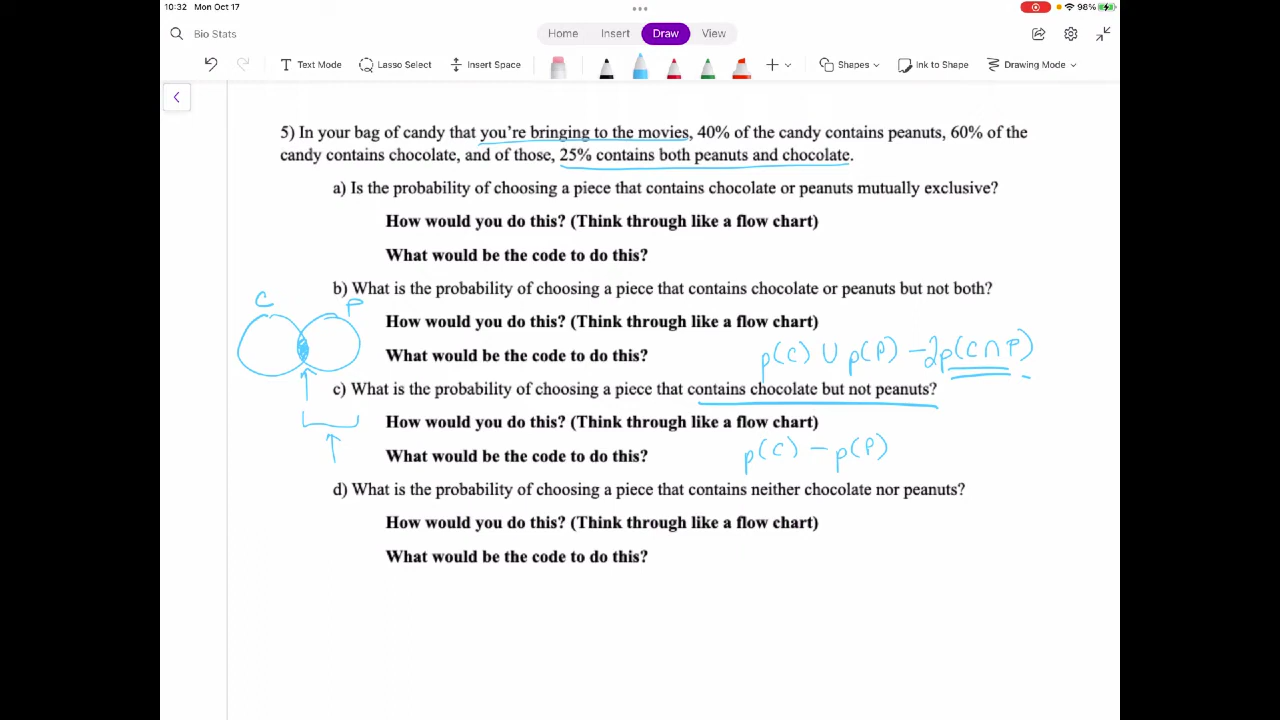 10:32 Mon Oct 17
98%
Bio Stats
Home Insert Draw View
Text Mode Lasso Select Insert Space Shapes Ink to Shape Drawing Mode
5) In your bag of candy that you're bringing to the movies, 40% of the candy contains peanuts, 60% of the
candy contains chocolate, and of those, 25% contains both peanuts and chocolate.
a) Is the probability of choosing a piece that contains chocolate or peanuts mutually exclusive?
How would you do this? (Think through like a flow chart)
What would be the code to do this?
b) What is the probability of choosing a piece that contains chocolate or peanuts but not both?
C P
How would you do this? (Think through like a flow chart)
What would be the code to do this?
p(C) ∪ p(P) -2p(C∩P)
c) What is the probability of choosing a piece that contains chocolate but not peanuts?
How would you do this? (Think through like a flow chart)
What would be the code to do this?
p(C) - p(P)
d) What is the probability of choosing a piece that contains neither chocolate nor peanuts?
How would you do this? (Think through like a flow chart)
What would be the code to do this?